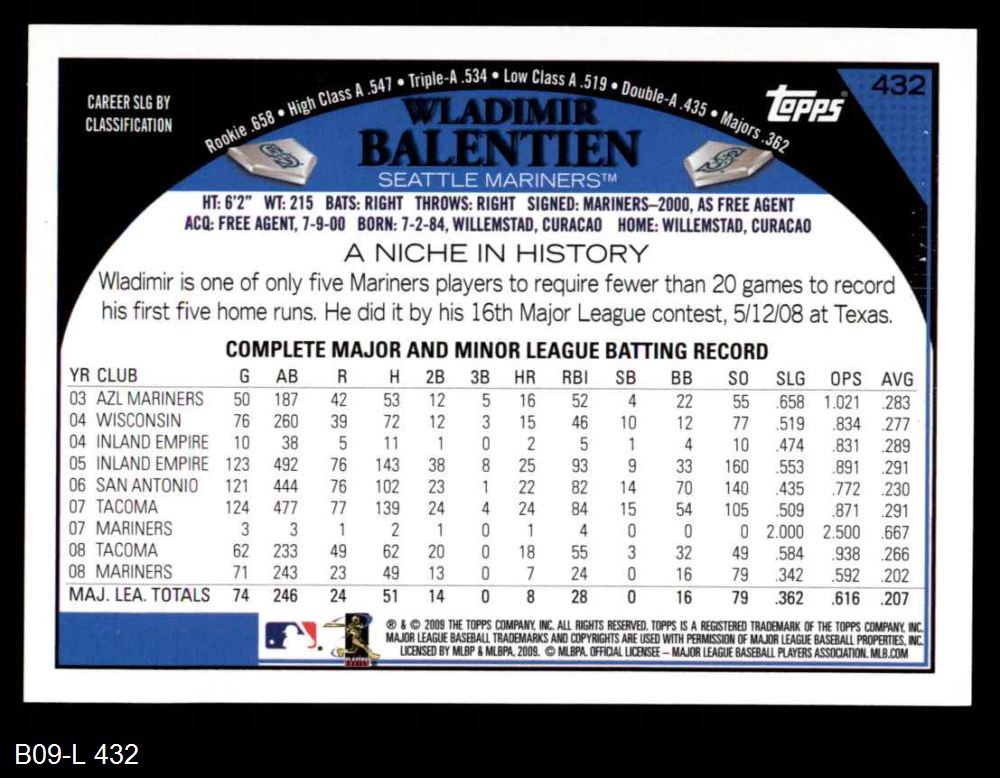 432
topps
CAREER SLG BY
CLASSIFICATION
Rookie .658 • High Class A .547 • Triple-A .534 • Low Class A .519 • Double-A .435 • Majors .362
WLADIMIR
BALENTIEN
SEATTLE MARINERS™
HT: 6'2" WT: 215 BATS: RIGHT THROWS: RIGHT SIGNED: MARINERS–2000, AS FREE AGENT
ACQ: FREE AGENT, 7-9-00 BORN: 7-2-84, WILLEMSTAD, CURACAO HOME: WILLEMSTAD, CURACAO
A NICHE IN HISTORY
Wladimir is one of only five Mariners players to require fewer than 20 games to record
his first five home runs. He did it by his 16th Major League contest, 5/12/08 at Texas.
COMPLETE MAJOR AND MINOR LEAGUE BATTING RECORD
YR CLUB G AB R H 2B 3B HR RBI SB BB SO SLG OPS AVG
03 AZL MARINERS 50 187 42 53 12 5 16 52 4 22 55 .658 1.021 .283
04 WISCONSIN 76 260 39 72 12 3 15 46 10 12 77 .519 .834 .277
04 INLAND EMPIRE 10 38 5 11 1 0 2 5 1 4 10 .474 .831 .289
05 INLAND EMPIRE 123 492 76 143 38 8 25 93 9 33 160 .553 .891 .291
06 SAN ANTONIO 121 444 76 102 23 1 22 82 14 70 140 .435 .772 .230
07 TACOMA 124 477 77 139 24 4 24 84 15 54 105 .509 .871 .291
07 MARINERS 3 3 1 2 1 0 1 4 0 0 0 2.000 2.500 .667
08 TACOMA 62 233 49 62 20 0 18 55 3 32 49 .584 .938 .266
08 MARINERS 71 243 23 49 13 0 7 24 0 16 79 .342 .592 .202
MAJ. LEA. TOTALS 74 246 24 51 14 0 8 28 0 16 79 .362 .616 .207
® & © 2009 THE TOPPS COMPANY, INC. ALL RIGHTS RESERVED. TOPPS IS A REGISTERED TRADEMARK OF THE TOPPS COMPANY, INC.
MAJOR LEAGUE BASEBALL TRADEMARKS AND COPYRIGHTS ARE USED WITH PERMISSION OF MAJOR LEAGUE BASEBALL PROPERTIES, INC.
LICENSED BY MLBP & MLBPA, 2009. © MLBPA. OFFICIAL LICENSEE – MAJOR LEAGUE BASEBALL PLAYERS ASSOCIATION. MLB.COM
B09-L 432